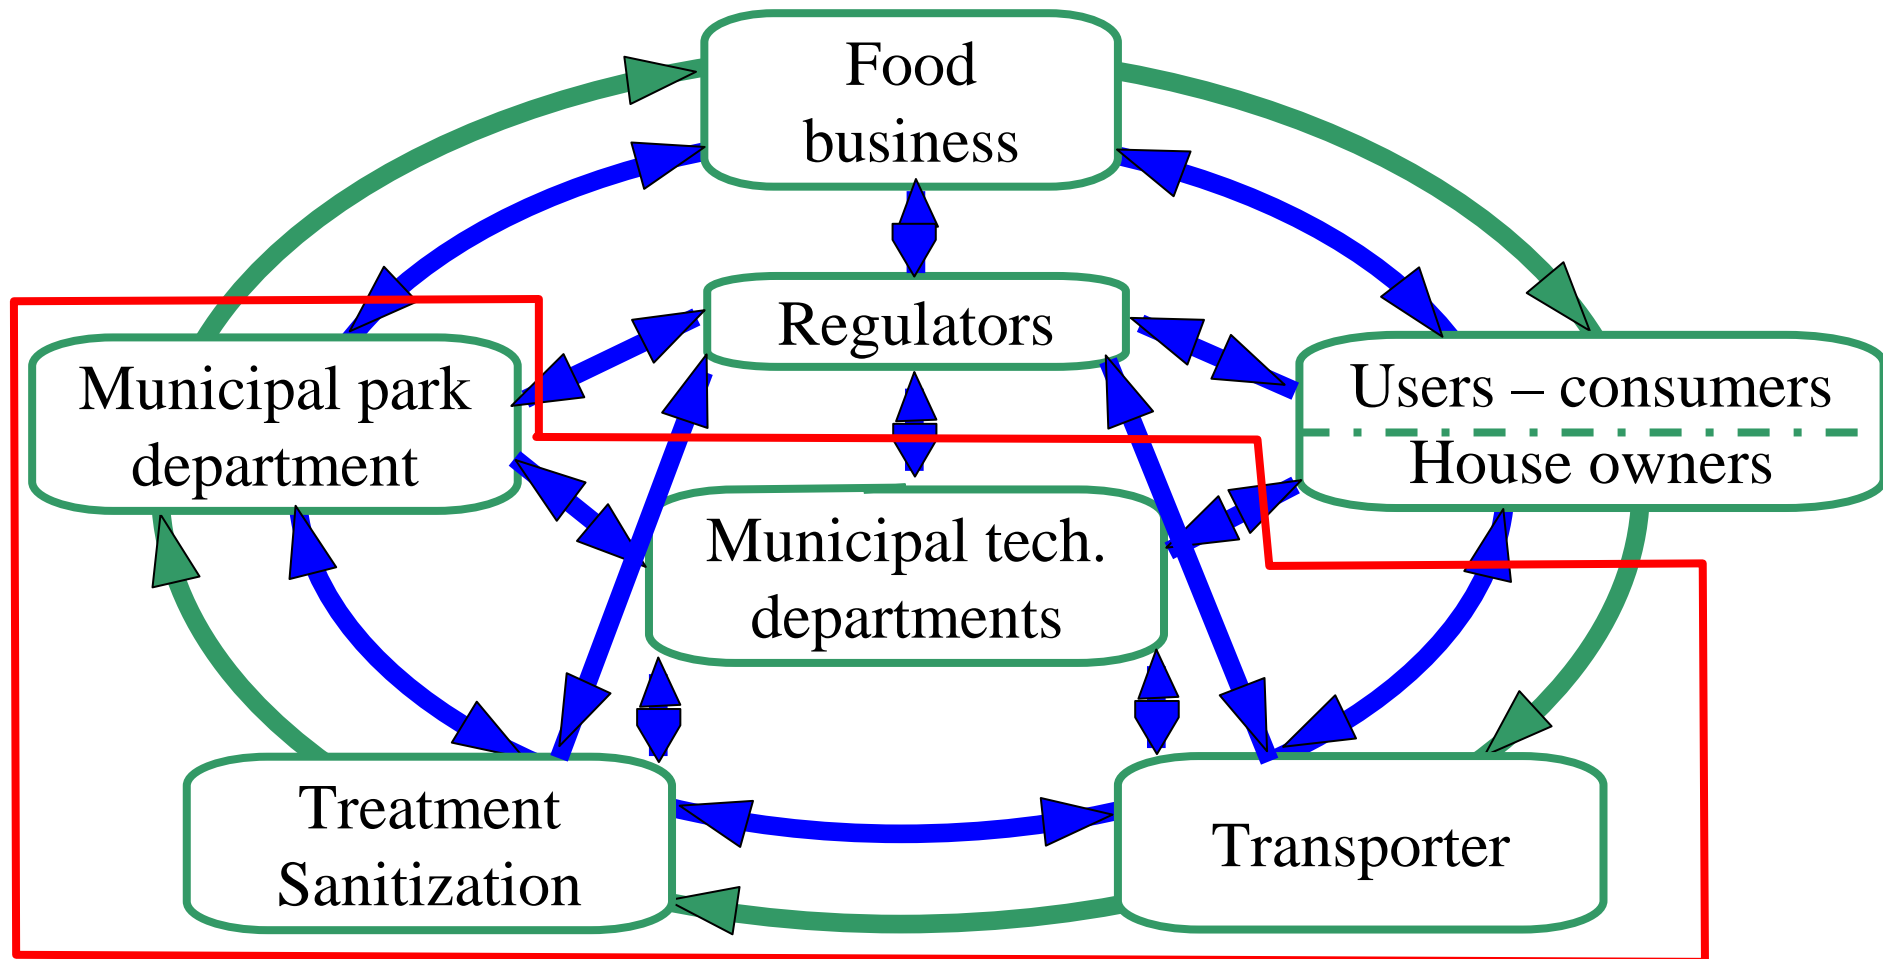 Food
business
Regulators
Municipal park
department
Users – consumers
House owners
Municipal tech.
departments
Treatment
Sanitization
Transporter